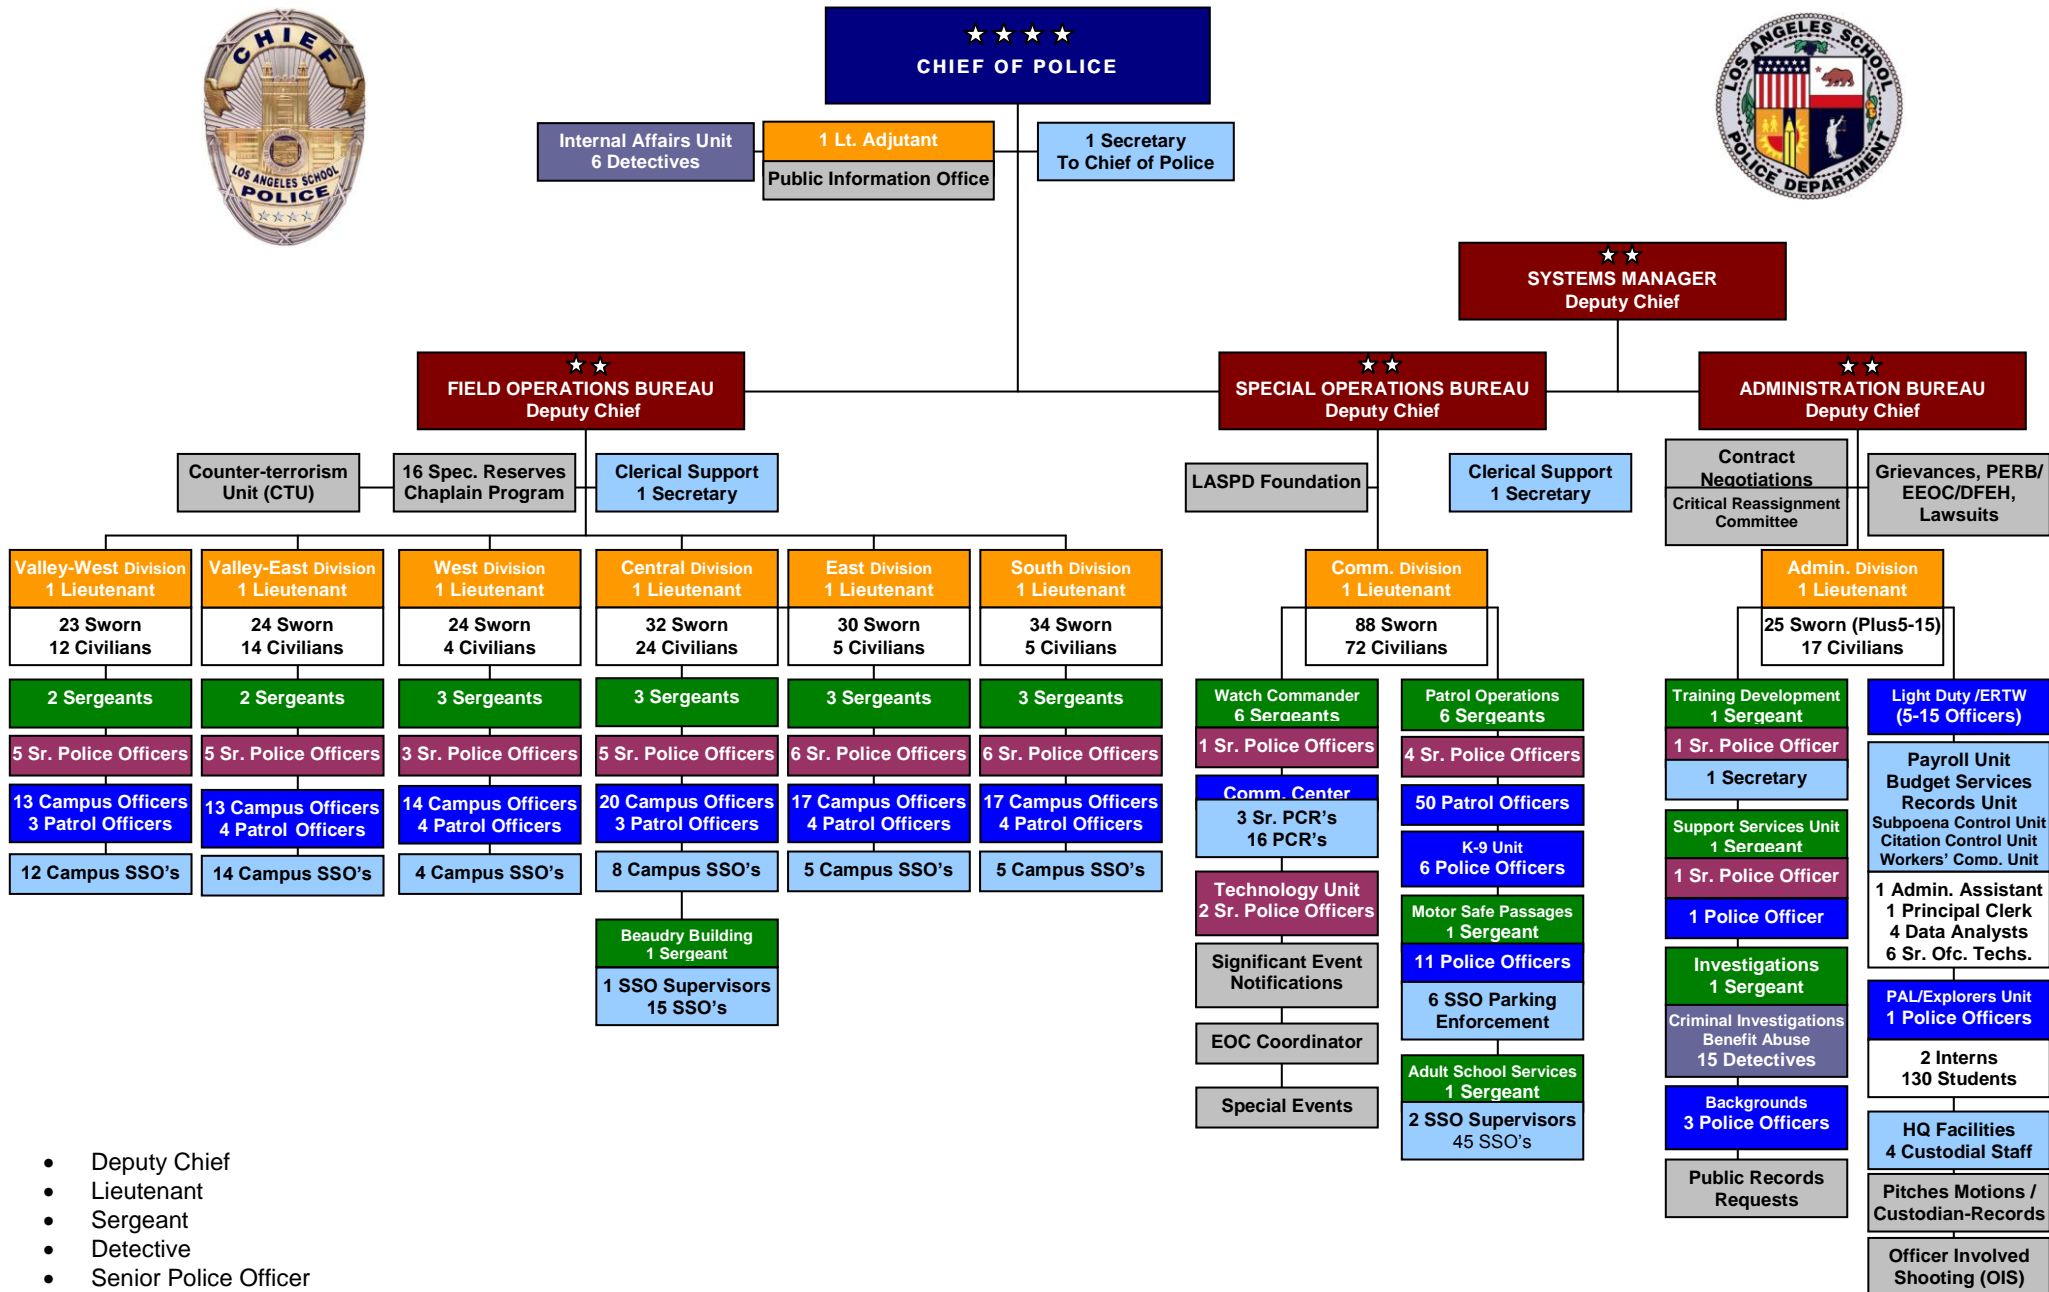 CHIEF
LOS ANGELES SCHOOL
POLICE
CHIEF OF POLICE
LOS ANGELES SCHOOL
POLICE DEPARTMENT
Internal Affairs Unit
6 Detectives
1 Lt. Adjutant
Public Information Office
1 Secretary
To Chief of Police
SYSTEMS MANAGER
Deputy Chief
FIELD OPERATIONS BUREAU
Deputy Chief
SPECIAL OPERATIONS BUREAU
Deputy Chief
ADMINISTRATION BUREAU
Deputy Chief
Counter-terrorism
Unit (CTU)
16 Spec. Reserves
Chaplain Program
Clerical Support
1 Secretary
LASPD Foundation
Clerical Support
1 Secretary
Contract
Negotiations
Critical Reassignment
Committee
Grievances, PERB/
EEOC/DFEH,
Lawsuits
Valley-West Division
1 Lieutenant
23 Sworn
12 Civilians
2 Sergeants
5 Sr. Police Officers
13 Campus Officers
3 Patrol Officers
12 Campus SSO's
Valley-East Division
1 Lieutenant
24 Sworn
14 Civilians
2 Sergeants
5 Sr. Police Officers
13 Campus Officers
4 Patrol Officers
14 Campus SSO's
West Division
1 Lieutenant
24 Sworn
4 Civilians
3 Sergeants
3 Sr. Police Officers
14 Campus Officers
4 Patrol Officers
4 Campus SSO's
Central Division
1 Lieutenant
32 Sworn
24 Civilians
3 Sergeants
5 Sr. Police Officers
20 Campus Officers
3 Patrol Officers
8 Campus SSO's
Beaudry Building
1 Sergeant
1 SSO Supervisors
15 SSO's
East Division
1 Lieutenant
30 Sworn
5 Civilians
3 Sergeants
6 Sr. Police Officers
17 Campus Officers
4 Patrol Officers
5 Campus SSO's
South Division
1 Lieutenant
34 Sworn
5 Civilians
3 Sergeants
6 Sr. Police Officers
17 Campus Officers
4 Patrol Officers
5 Campus SSO's
Comm. Division
1 Lieutenant
88 Sworn
72 Civilians
Watch Commander
6 Sergeants
1 Sr. Police Officers
Comm. Center
3 Sr. PCR's
16 PCR's
Technology Unit
2 Sr. Police Officers
Significant Event
Notifications
EOC Coordinator
Special Events
Patrol Operations
6 Sergeants
4 Sr. Police Officers
50 Patrol Officers
K-9 Unit
6 Police Officers
Motor Safe Passages
1 Sergeant
11 Police Officers
6 SSO Parking
Enforcement
Adult School Services
1 Sergeant
2 SSO Supervisors
45 SSO's
Admin. Division
1 Lieutenant
25 Sworn (Plus5-15)
17 Civilians
Training Development
1 Sergeant
1 Sr. Police Officer
1 Secretary
Support Services Unit
1 Sergeant
1 Sr. Police Officer
1 Police Officer
Investigations
1 Sergeant
Criminal Investigations
Benefit Abuse
15 Detectives
Backgrounds
3 Police Officers
Public Records
Requests
Light Duty /ERTW
(5-15 Officers)
Payroll Unit
Budget Services
Records Unit
Subpoena Control Unit
Citation Control Unit
Workers' Comp. Unit
1 Admin. Assistant
1 Principal Clerk
4 Data Analysts
6 Sr. Ofc. Techs.
PAL/Explorers Unit
1 Police Officers
2 Interns
130 Students
HQ Facilities
4 Custodial Staff
Pitches Motions /
Custodian-Records
Officer Involved
Shooting (OIS)
• Deputy Chief
• Lieutenant
• Sergeant
• Detective
• Senior Police Officer